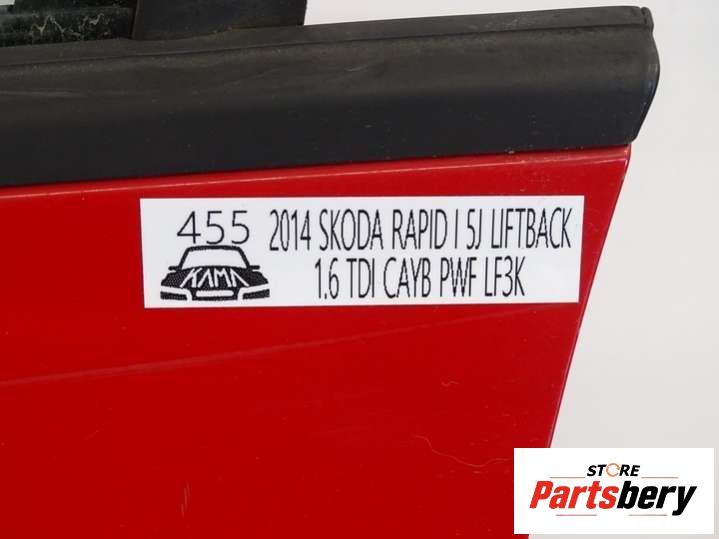 455
KAMA
2014 SKODA RAPID I 5J LIFTBACK
1.6 TDI CAYB PWF LF3K
STORE
Partsbery